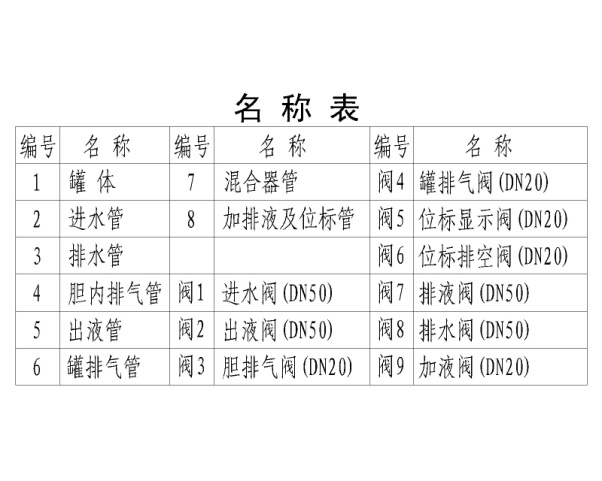 名 称 表
编号 名 称 编号 名 称 编号 名 称
1 罐 体 7 混合器管 阀4 罐排气阀(DN20)
2 进水管 8 加排液及位标管 阀5 位标显示阀(DN20)
3 排水管 阀6 位标排空阀(DN20)
4 胆内排气管 阀1 进水阀(DN50) 阀7 排液阀(DN50)
5 出液管 阀2 出液阀(DN50) 阀8 排水阀(DN50)
6 罐排气管 阀3 胆排气阀(DN20) 阀9 加液阀(DN20)